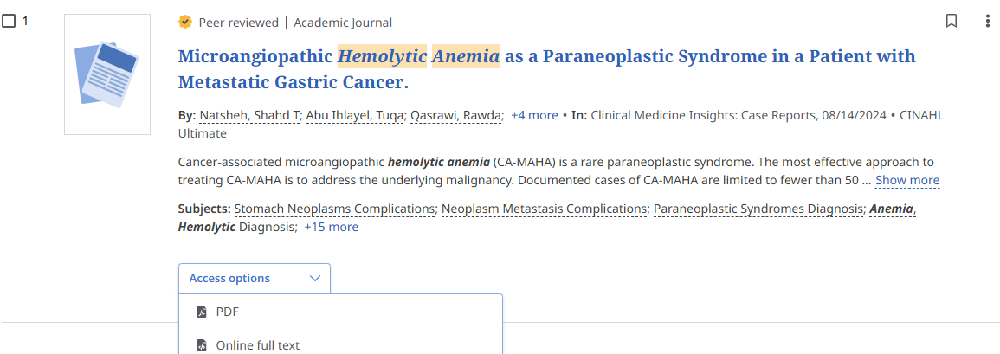 1
Peer reviewed | Academic Journal
Microangiopathic Hemolytic Anemia as a Paraneoplastic Syndrome in a Patient with
Metastatic Gastric Cancer.
By: Natsheh, Shahd T; Abu Ihlayel, Tuqa; Qasrawi, Rawda; +4 more • In: Clinical Medicine Insights: Case Reports, 08/14/2024 • CINAHL
Ultimate
Cancer-associated microangiopathic hemolytic anemia (CA-MAHA) is a rare paraneoplastic syndrome. The most effective approach to
treating CA-MAHA is to address the underlying malignancy. Documented cases of CA-MAHA are limited to fewer than 50 ... Show more
Subjects: Stomach Neoplasms Complications; Neoplasm Metastasis Complications; Paraneoplastic Syndromes Diagnosis; Anemia,
Hemolytic Diagnosis; +15 more
Access options
PDF
Online full text